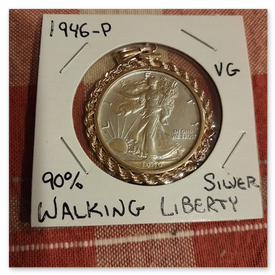 1946-P
VG
90%
SILVER
WALKING LIBERTY